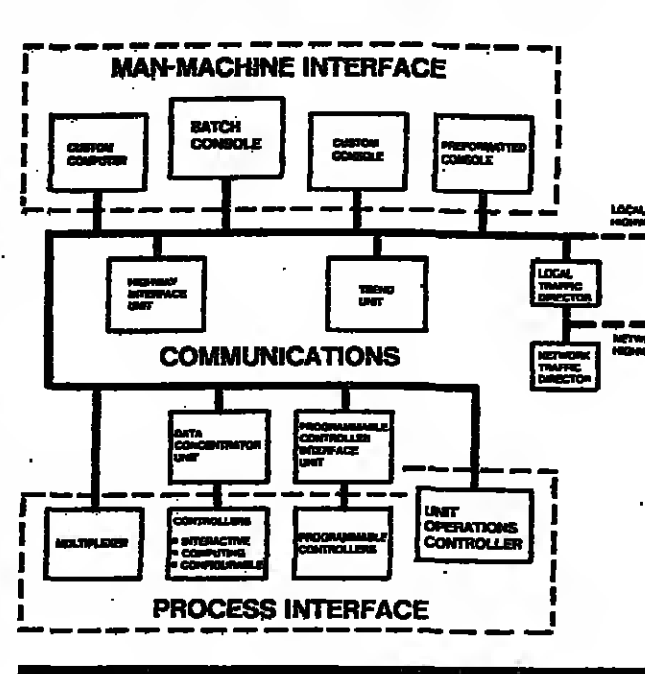 MAN-MACHINE INTERFACE
CUSTOM
COMPUTER
BATCH
CONSOLE
CUSTOM
CONSOLE
PREFORMATTED
CONSOLE
LOCAL
HIGHWAY
INTERFACE
UNIT
TREND
UNIT
LOCAL
TRAFFIC
DIRECTOR
COMMUNICATIONS
NETWORK
TRAFFIC
DIRECTOR
DATA
CONCENTRATOR
UNIT
PROGRAMMABLE
CONTROLLER
INTERFACE
UNIT
MULTIPLEXER
CONTROLLERS
INTERACTIVE
COMPUTING
CONFIGURABLE
PROGRAMMABLE
CONTROLLERS
UNIT
OPERATIONS
CONTROLLER
PROCESS INTERFACE